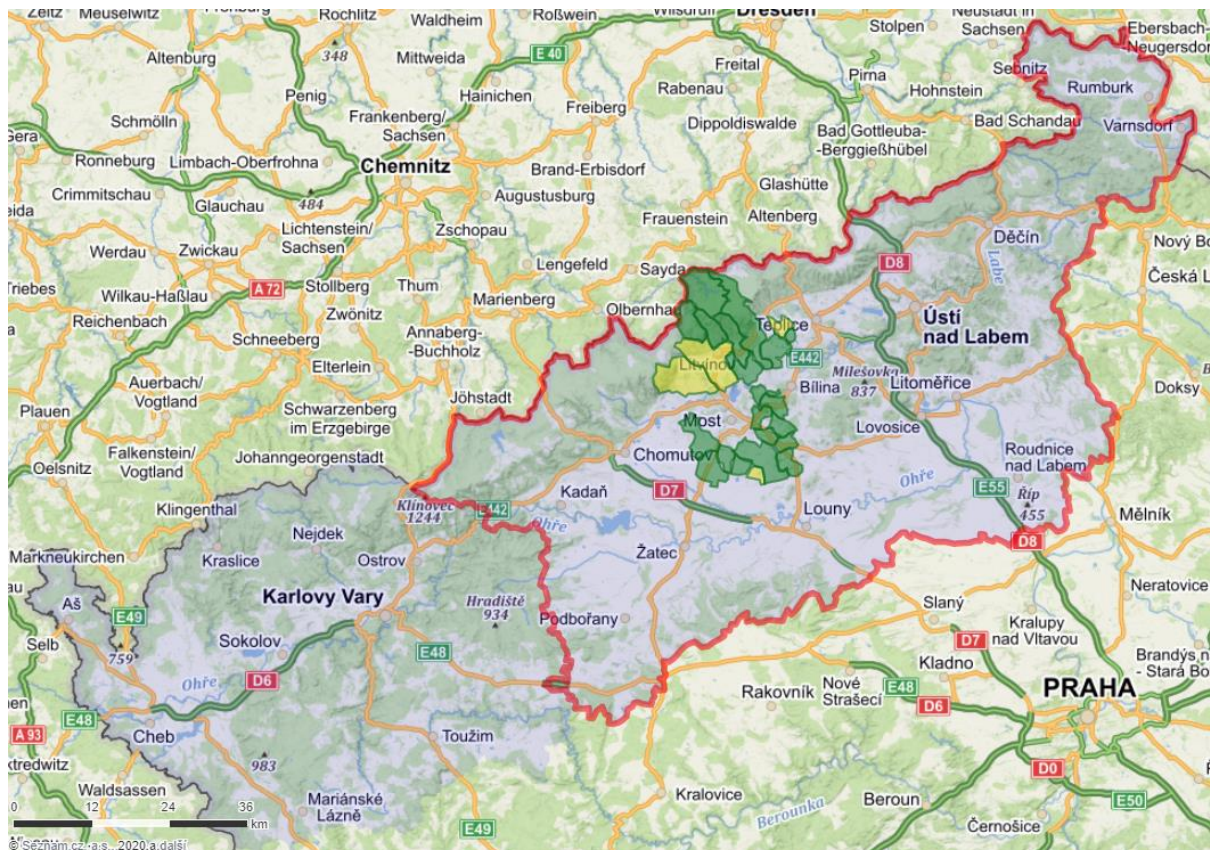 Zeitz
Meuselwitz
Rochlitz
Waldheim
Roßwein
Wilsdruff
Dresden
Stolpen
Neustadt in
Sachsen
Ebersbach-
-Neugersdorf
348
Altenburg
Mittweida
E 40
Freital
Pirna
Sebnitz
Rumburk
Penig
Hainichen
Freiberg
Rabenau
Hohnstein
Gera
Schmölln
Frankenberg/
Sachsen
Dippoldiswalde
Bad Gottleuba-
-Berggießhübel
Bad Schandau
Varnsdorf
Ronneburg
Limbach-Oberfrohna
Chemnitz
Brand-Erbisdorf
Glashütte
Crimmitschau
484
Augustusburg
Glauchau
Frauenstein
Altenberg
Werdau
Zwickau
Lichtenstein/
Sachsen
Zschopau
Děčín
Nový Bo
D8
Labe
Lengefeld
Sayda
Česká L
Triebes
A 72
Stollberg
Thum
Marienberg
Olbernhau
Wilkau-Haßlau
Reichenbach
Zwönitz
Teplice
Ústí
nad Labem
Schneeberg
Annaberg-
-Buchholz
E442
Elterlein
Litvínov
Bílina
Milešovka
837
Litoměřice
Doksy
Auerbach/
Vogtland
Jöhstadt
Plauen
Schwarzenberg
im Erzgebirge
Most
Lovosice
Falkenstein/
Vogtland
Chomutov
Roudnice
nad Labem
Oelsnitz
Johanngeorgenstadt
Ohře
Klingenthal
Klínovec
1244
E442
Kadaň
D7
E55
Říp
455
Mělník
Nejdek
Ohře
Louny
Markneukirchen
Kraslice
Ostrov
Žatec
D8
Neratovice
Aš
E49
Karlovy Vary
Hradiště
934
Podbořany
Slaný
Kralupy
nad Vltavou
Selb
759
Sokolov
E48
D7
Kladno
Brandýs n
- Stará Bo
Ohře
D6
Rakovník
Nové
Strašecí
E48
D6
PRAHA
E48
A 93
Cheb
Toužim
983
D0
Waldsassen
Mariánské
Lázně
Kralovice
Beroun
E50
Berounka
E49
Černošice
0 12 24 36
km
© Seznam.cz, a.s., 2020 a další